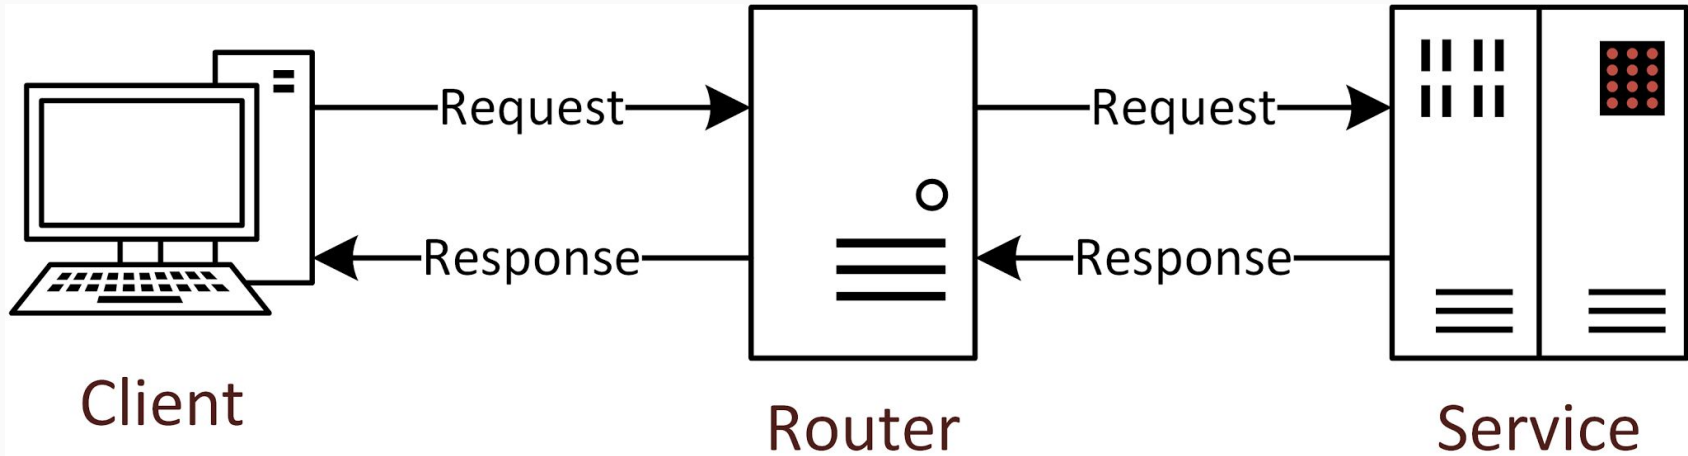 Request
Request
Response
Response
Client
Router
Service